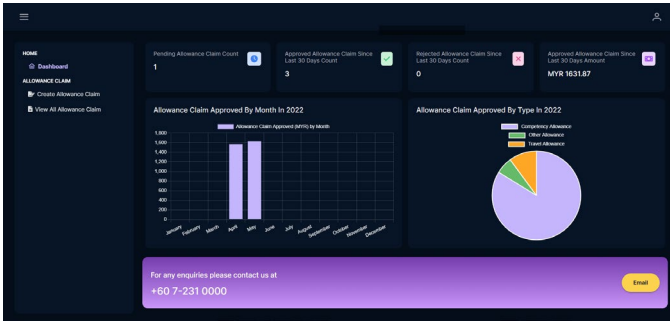 HOME
Dashboard
ALLOWANCE CLAIM
Create Allowance Claim
View All Allowance Claim
Pending Allowance Claim Count
1
Approved Allowance Claim Since
Last 30 Days Count
3
Rejected Allowance Claim Since
Last 30 Days Count
0
Approved Allowance Claim Since
Last 30 Days Amount
MYR 1631.87
Allowance Claim Approved By Month In 2022
Allowance Claim Approved (MYR) by Month
1,800
1,600
1,400
1,200
1,000
800
600
400
200
0
January
February
March
April
May
June
July
August
September
October
November
December
Allowance Claim Approved By Type In 2022
Competency Allowance
Other Allowance
Travel Allowance
For any enquiries please contact us at
+60 7-231 0000
Email